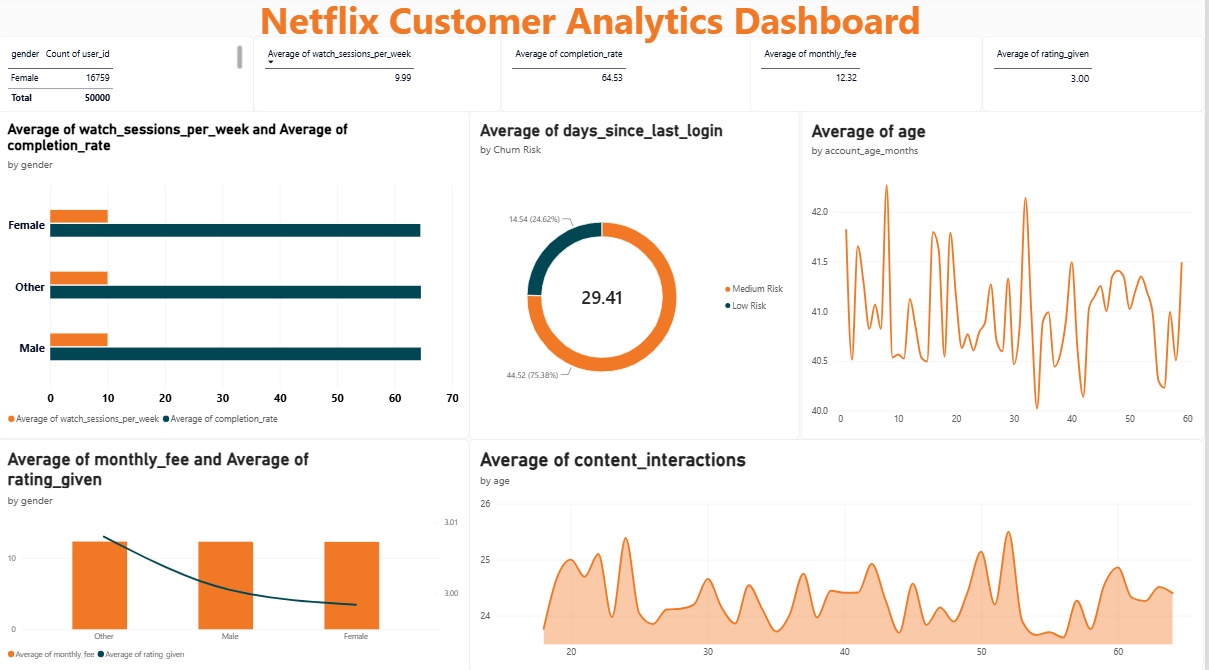 Netflix Customer Analytics Dashboard
gender Count of user_id
Female 16759
Total 50000
Average of watch_sessions_per_week
9.99
Average of completion_rate
64.53
Average of monthly_fee
12.32
Average of rating_given
3.00
Average of watch_sessions_per_week and Average of
completion_rate
by gender
Female
Other
Male
0 10 20 30 40 50 60 70
Average of watch_sessions_per_week Average of completion_rate
Average of days_since_last_login
by Churn Risk
14.54 (24.62%)
29.41
44.52 (75.38%)
Medium Risk
Low Risk
Average of age
by account_age_months
42.0
41.5
41.0
40.5
40.0
0 10 20 30 40 50 60
Average of monthly_fee and Average of
rating_given
by gender
3.01
10
3.00
0
Other Male Female
Average of monthly_fee Average of rating_given
Average of content_interactions
by age
26
25
24
20 30 40 50 60